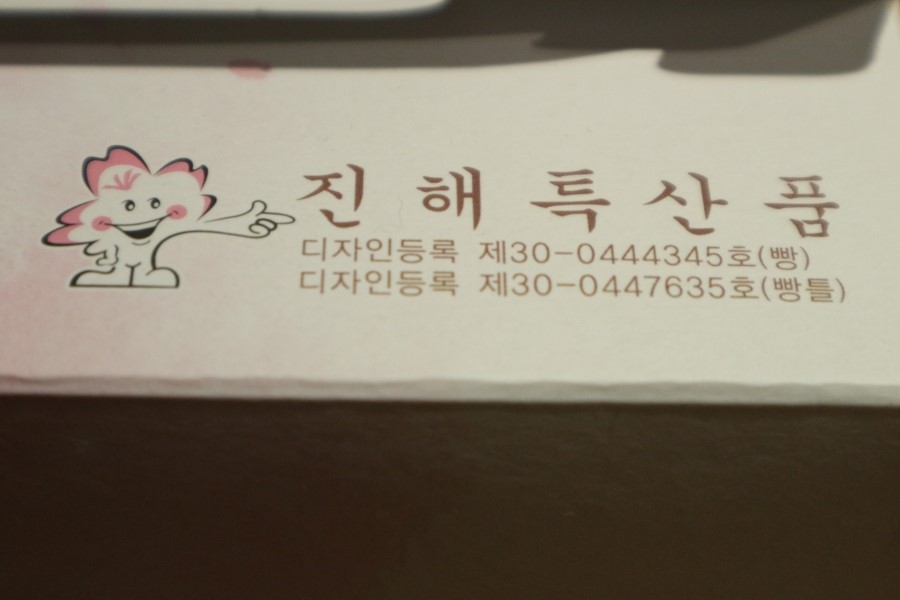 진 해 특 산 품
디자인등록 제30-0444345호(빵)
디자인등록 제30-0447635호(빵틀)